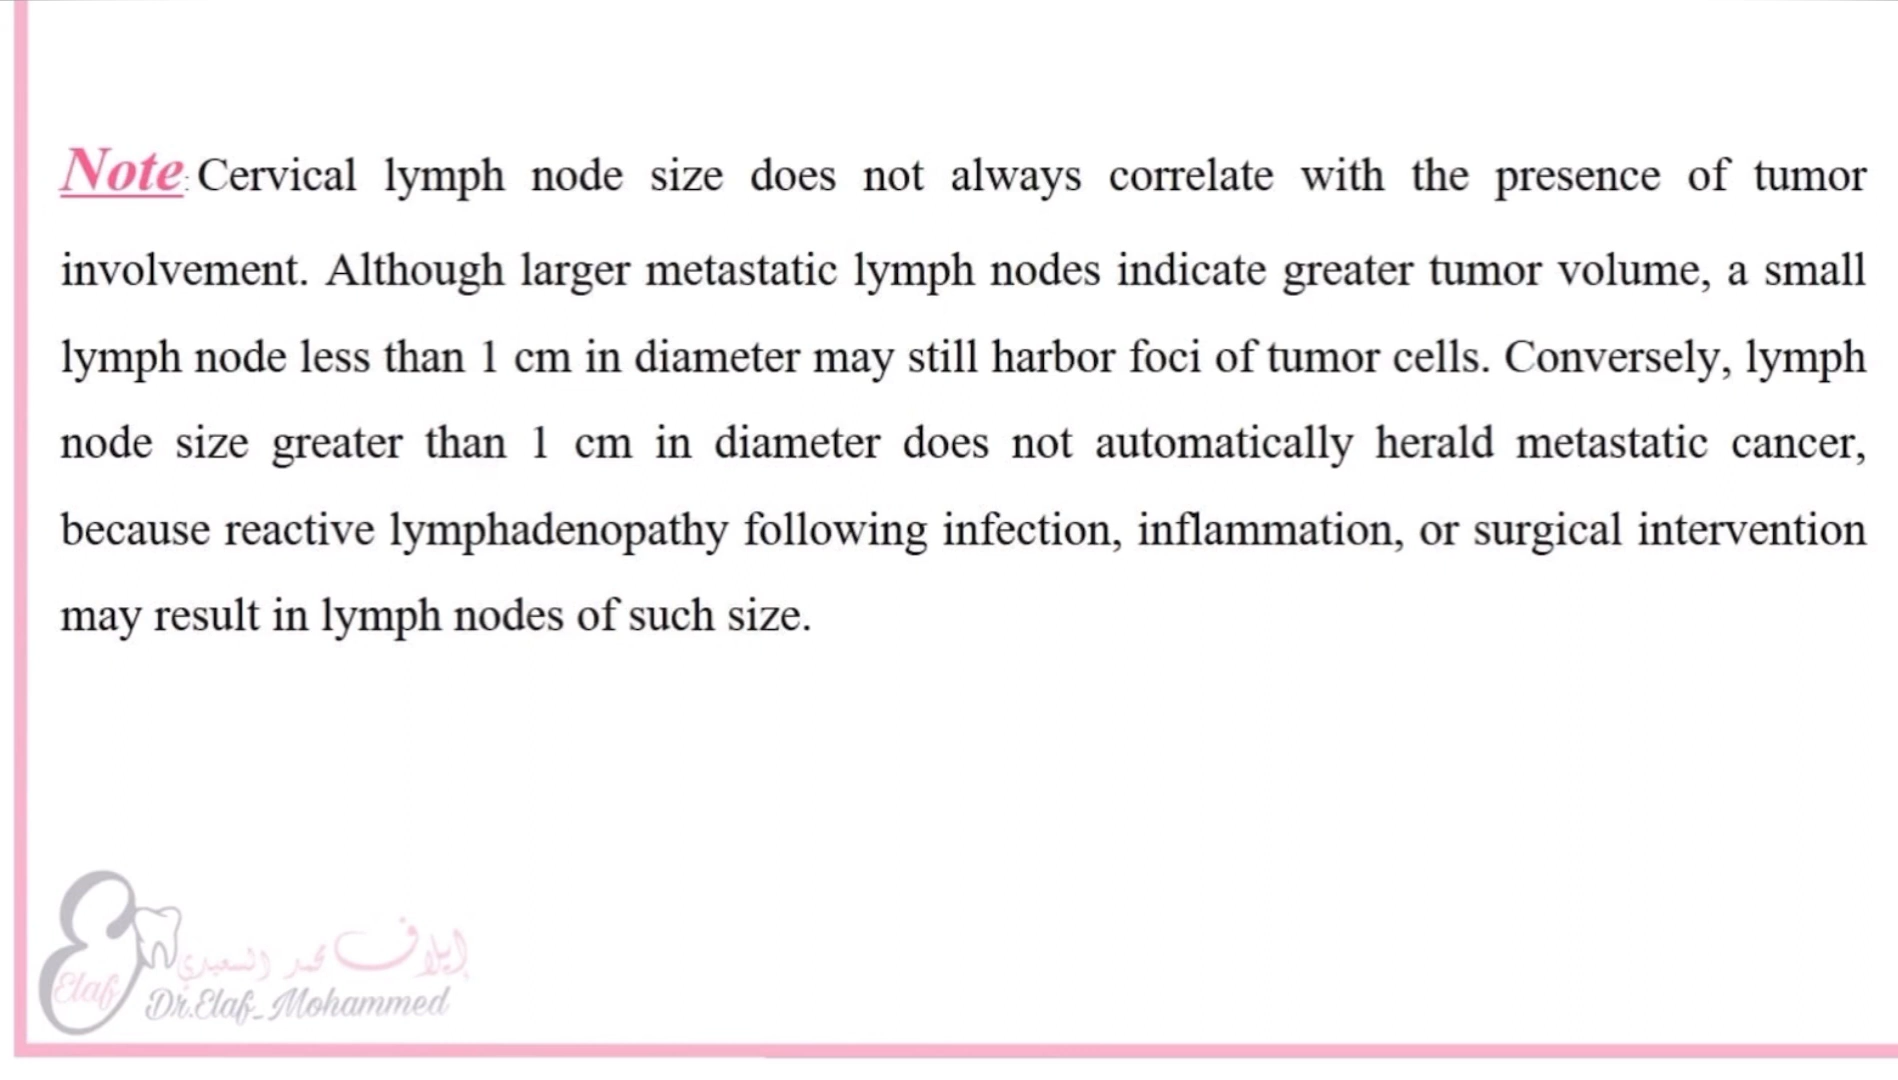 Note: Cervical lymph node size does not always correlate with the presence of tumor
involvement. Although larger metastatic lymph nodes indicate greater tumor volume, a small
lymph node less than 1 cm in diameter may still harbor foci of tumor cells. Conversely, lymph
node size greater than 1 cm in diameter does not automatically herald metastatic cancer,
because reactive lymphadenopathy following infection, inflammation, or surgical intervention
may result in lymph nodes of such size.
إيلاف محمد السعيدي
Elaf
Dr.Elaf_Mohammed